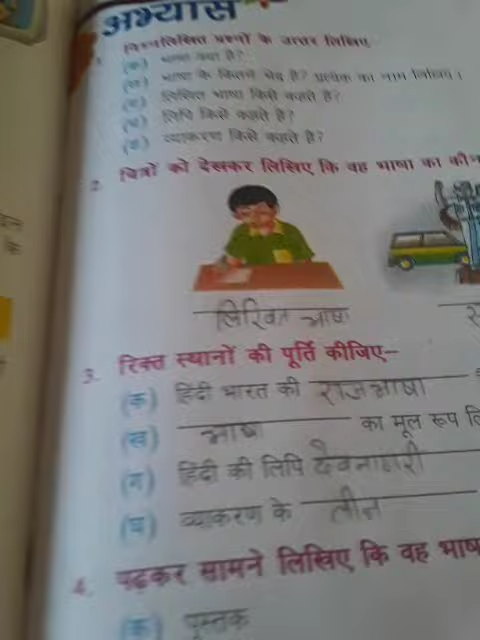 अभ्यास
1. निम्नलिखित प्रश्नों के उत्तर लिखिए-
(क) भाषा क्या है?
(ख) भाषा के कितने भेद हैं? प्रत्येक का नाम लिखिए।
(ग) लिखित भाषा किसे कहते हैं?
(घ) लिपि किसे कहते हैं?
(ङ) व्याकरण किसे कहते हैं?
2. चित्रों को देखकर लिखिए कि वह भाषा का कौन
लिखित भाषा
3. रिक्त स्थानों की पूर्ति कीजिए-
(क) हिंदी भारत की राजभाषा
(ख) भाषा का मूल रूप
(ग) हिंदी की लिपि देवनागरी
(घ) व्याकरण के तीन
4. पढ़कर सामने लिखिए कि वह भाष
(क) पुस्तक